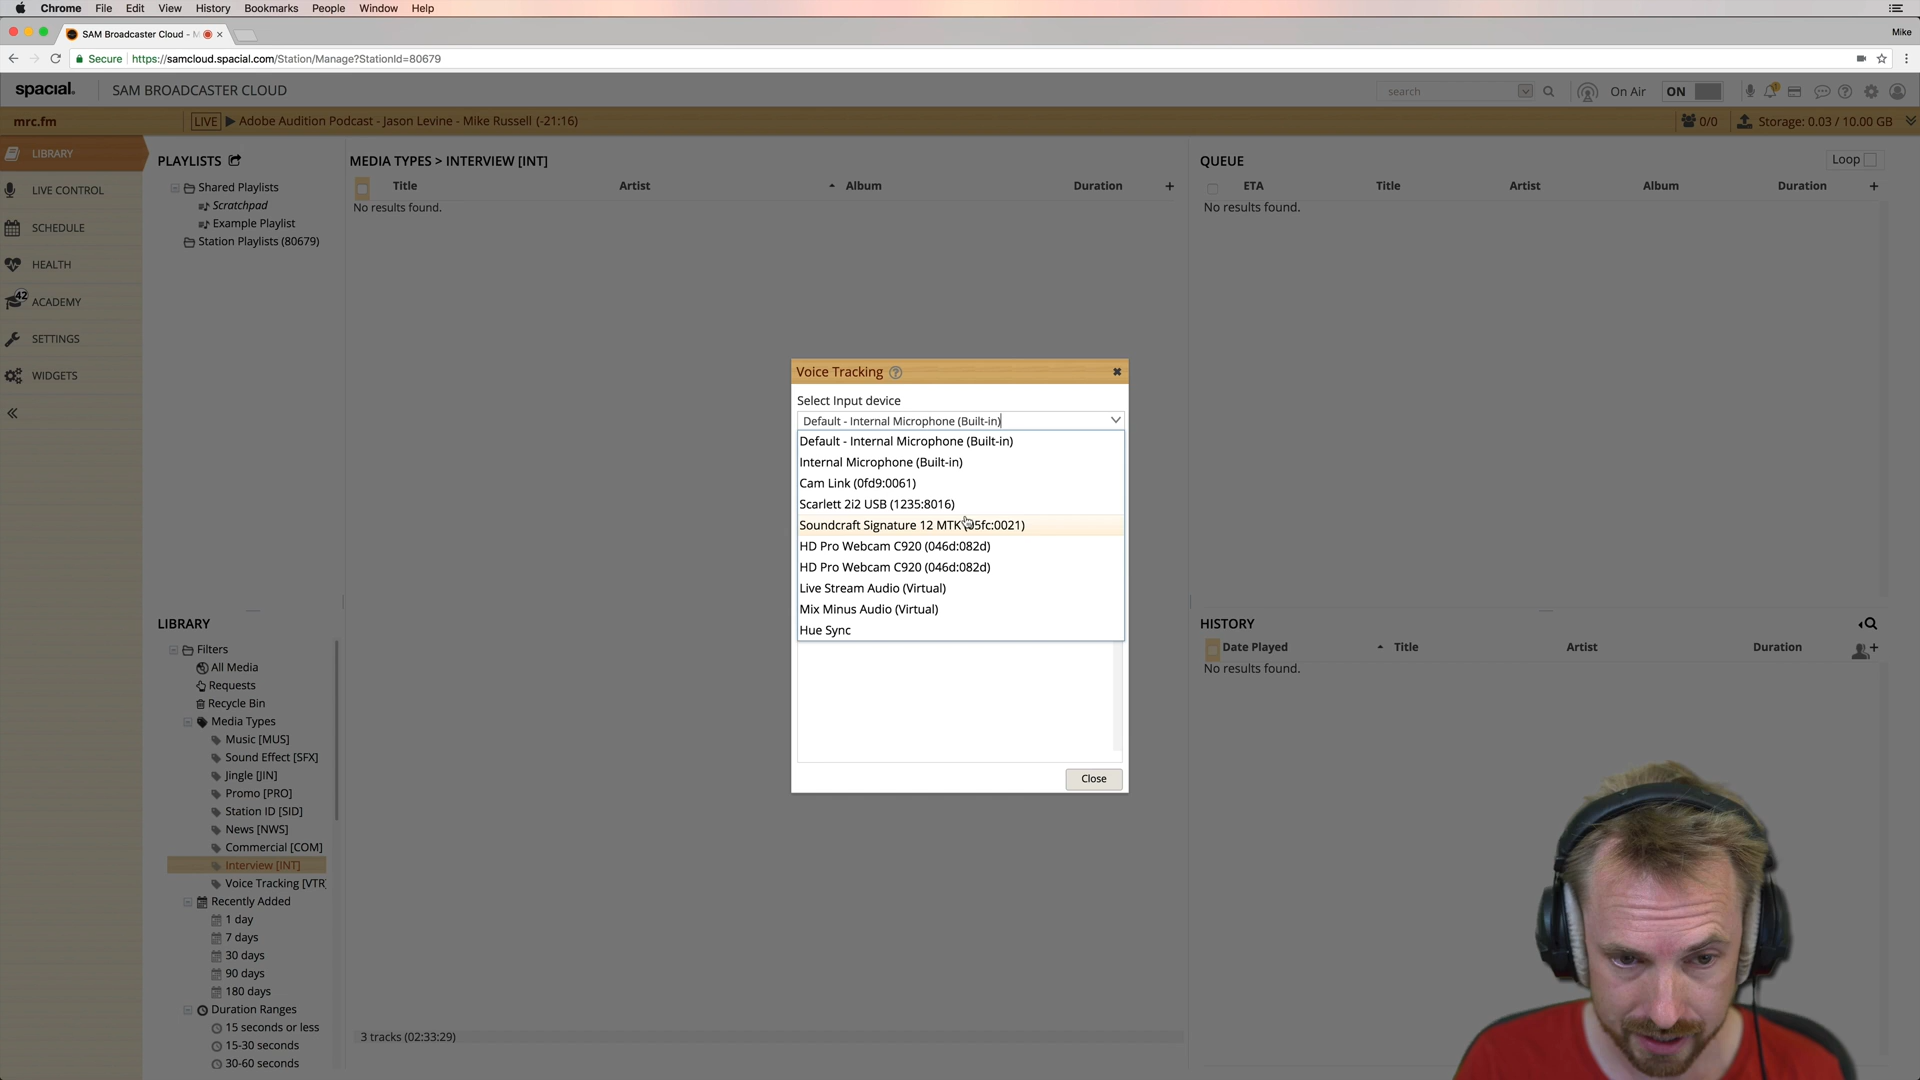 Chrome File Edit View History Bookmarks People Window Help
SAM Broadcaster Cloud - M
Mike
Secure https://samcloud.spacial.com/Station/Manage?StationId=80679
spacial. SAM BROADCASTER CLOUD search On Air ON
mrc.fm LIVE Adobe Audition Podcast - Jason Levine - Mike Russell (-21:16) 0/0 Storage: 0.03 / 10.00 GB
LIBRARY
LIVE CONTROL
SCHEDULE
HEALTH
42
ACADEMY
SETTINGS
WIDGETS
PLAYLISTS
Shared Playlists
Scratchpad
Example Playlist
Station Playlists (80679)
MEDIA TYPES > INTERVIEW [INT]
Title Artist Album Duration +
No results found.
QUEUE Loop
ETA Title Artist Album Duration +
No results found.
Voice Tracking ?
Select Input device
Default - Internal Microphone (Built-in)
Default - Internal Microphone (Built-in)
Internal Microphone (Built-in)
Cam Link (0fd9:0061)
Scarlett 2i2 USB (1235:8016)
Soundcraft Signature 12 MTK 5fc:0021)
HD Pro Webcam C920 (046d:082d)
HD Pro Webcam C920 (046d:082d)
Live Stream Audio (Virtual)
Mix Minus Audio (Virtual)
Hue Sync
Close
LIBRARY
Filters
All Media
Requests
Recycle Bin
Media Types
Music [MUS]
Sound Effect [SFX]
Jingle [JIN]
Promo [PRO]
Station ID [SID]
News [NWS]
Commercial [COM]
Interview [INT]
Voice Tracking [VTR
Recently Added
1 day
7 days
30 days
90 days
180 days
Duration Ranges
15 seconds or less
15-30 seconds
30-60 seconds
3 tracks (02:33:29)
HISTORY
Date Played Title Artist Duration +
No results found.